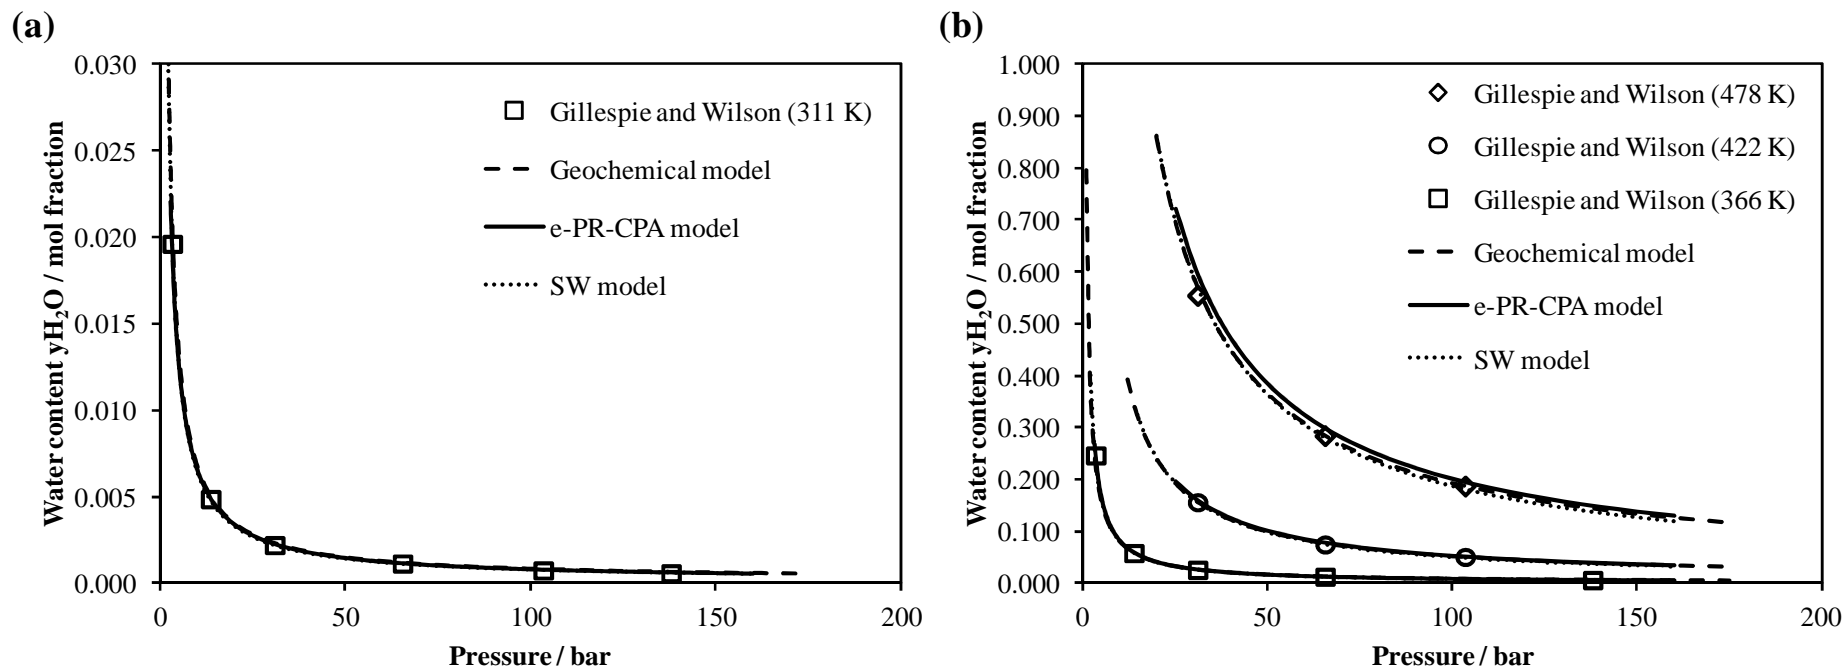 (a)
0.030
0.025
0.020
0.015
0.010
0.005
0.000
0
50
100
150
200
Water content yH₂O / mol fraction
Pressure / bar
Gillespie and Wilson (311 K)
Geochemical model
e-PR-CPA model
SW model
(b)
1.000
0.900
0.800
0.700
0.600
0.500
0.400
0.300
0.200
0.100
0.000
0
50
100
150
200
Water content yH₂O / mol fraction
Pressure / bar
Gillespie and Wilson (478 K)
Gillespie and Wilson (422 K)
Gillespie and Wilson (366 K)
Geochemical model
e-PR-CPA model
SW model